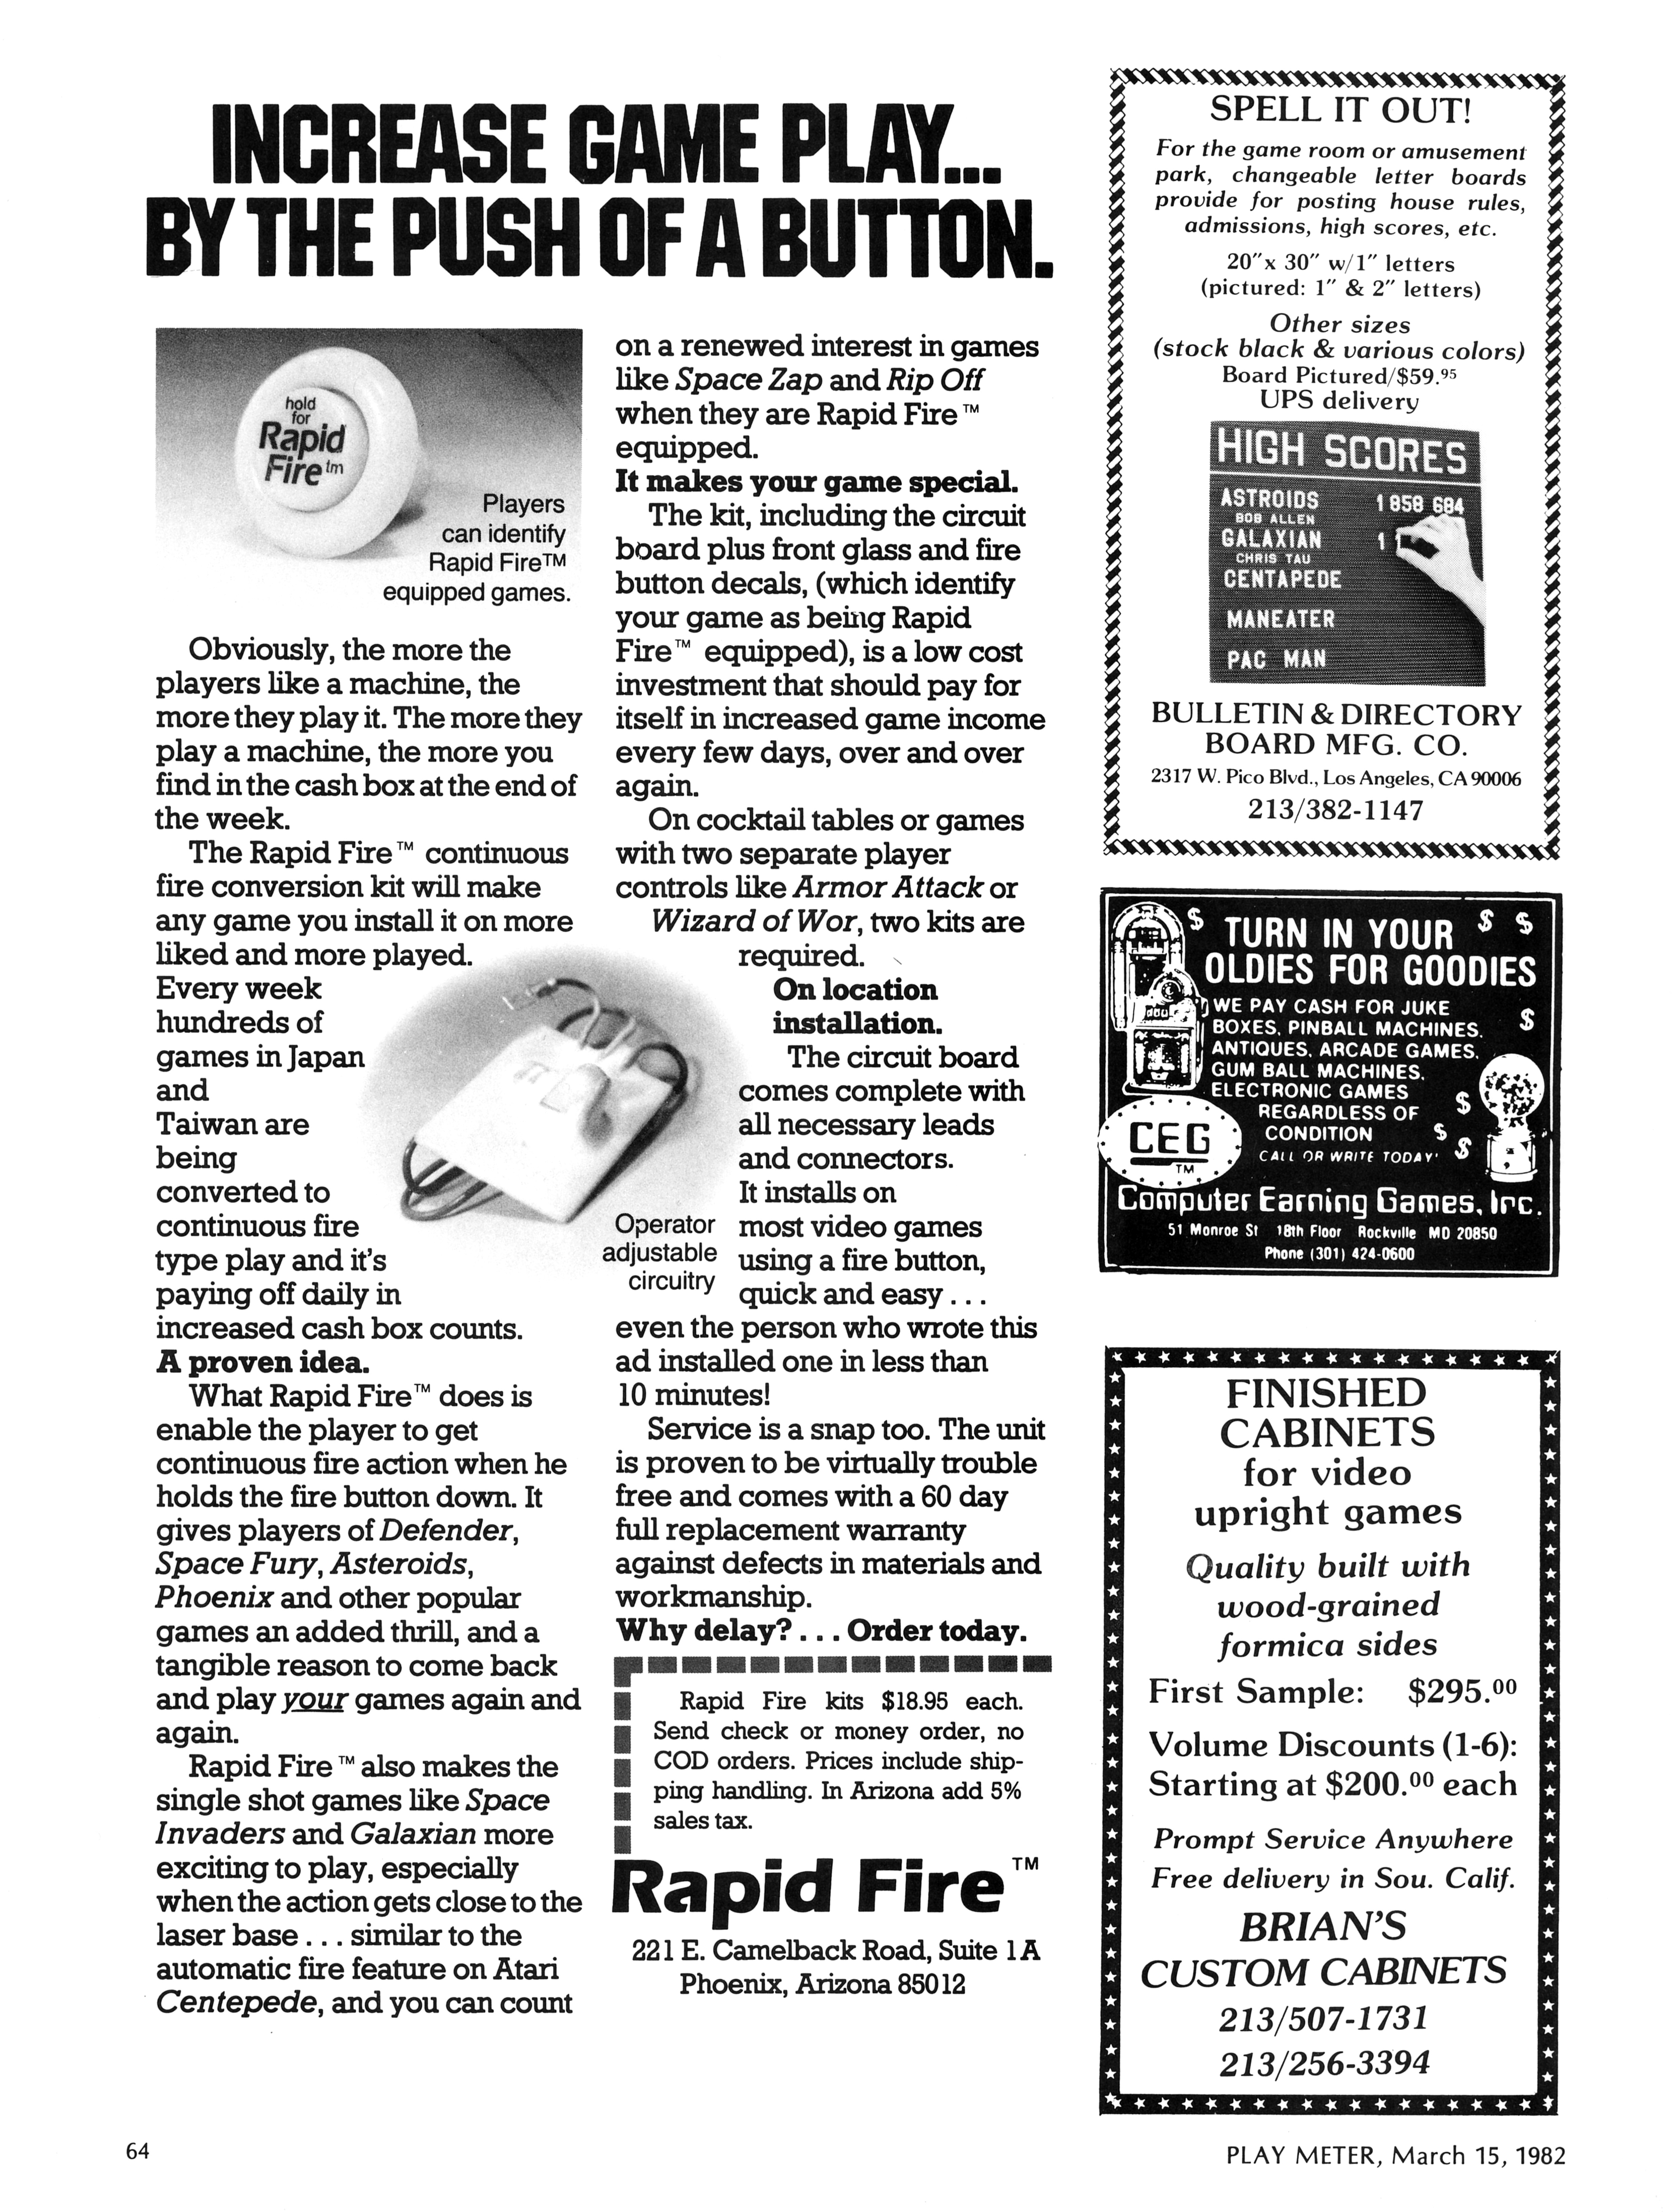 INCREASE GAME PLAY...
BY THE PUSH OF A BUTTON.
hold
for
Rapid
Fire tm
Players
can identify
Rapid Fire™
equipped games.
Obviously, the more the
players like a machine, the
more they play it. The more they
play a machine, the more you
find in the cash box at the end of
the week.
The Rapid Fire™ continuous
fire conversion kit will make
any game you install it on more
liked and more played.
Every week
hundreds of
games in Japan
and
Taiwan are
being
converted to
continuous fire
type play and it's
paying off daily in
increased cash box counts.
A proven idea.
What Rapid Fire™ does is
enable the player to get
continuous fire action when he
holds the fire button down. It
gives players of Defender,
Space Fury, Asteroids,
Phoenix and other popular
games an added thrill, and a
tangible reason to come back
and play your games again and
again.
Rapid Fire™ also makes the
single shot games like Space
Invaders and Galaxian more
exciting to play, especially
when the action gets close to the
laser base . . . similar to the
automatic fire feature on Atari
Centepede, and you can count
on a renewed interest in games
like Space Zap and Rip Off
when they are Rapid Fire™
equipped.
It makes your game special.
The kit, including the circuit
board plus front glass and fire
button decals, (which identify
your game as being Rapid
Fire™ equipped), is a low cost
investment that should pay for
itself in increased game income
every few days, over and over
again.
On cocktail tables or games
with two separate player
controls like Armor Attack or
Wizard of Wor, two kits are
required.
On location
installation.
The circuit board
comes complete with
all necessary leads
and connectors.
It installs on
most video games
using a fire button,
quick and easy . . .
even the person who wrote this
ad installed one in less than
10 minutes!
Operator
adjustable
circuitry
Service is a snap too. The unit
is proven to be virtually trouble
free and comes with a 60 day
full replacement warranty
against defects in materials and
workmanship.
Why delay? . . . Order today.
Rapid Fire kits $18.95 each.
Send check or money order, no
COD orders. Prices include ship-
ping handling. In Arizona add 5%
sales tax.
Rapid Fire™
221 E. Camelback Road, Suite 1A
Phoenix, Arizona 85012
SPELL IT OUT!
For the game room or amusement
park, changeable letter boards
provide for posting house rules,
admissions, high scores, etc.
20″x 30″ w/1″ letters
(pictured: 1″ & 2″ letters)
Other sizes
(stock black & various colors)
Board Pictured/$59.95
UPS delivery
HIGH SCORES
ASTROIDS 1 858 684
BOB ALLEN
GALAXIAN 1
CHRIS TAU
CENTAPEDE
MANEATER
PAC MAN
BULLETIN & DIRECTORY
BOARD MFG. CO.
2317 W. Pico Blvd., Los Angeles, CA 90006
213/382-1147
TURN IN YOUR
OLDIES FOR GOODIES
WE PAY CASH FOR JUKE
BOXES, PINBALL MACHINES,
ANTIQUES, ARCADE GAMES,
GUM BALL MACHINES,
ELECTRONIC GAMES
REGARDLESS OF
CONDITION
CALL OR WRITE TODAY'
CEG
TM
Computer Earning Games, Inc.
51 Monroe St 18th Floor Rockville MD 20850
Phone (301) 424-0600
FINISHED
CABINETS
for video
upright games
Quality built with
wood-grained
formica sides
First Sample: $295.00
Volume Discounts (1-6):
Starting at $200.00 each
Prompt Service Anywhere
Free delivery in Sou. Calif.
BRIAN'S
CUSTOM CABINETS
213/507-1731
213/256-3394
64
PLAY METER, March 15, 1982